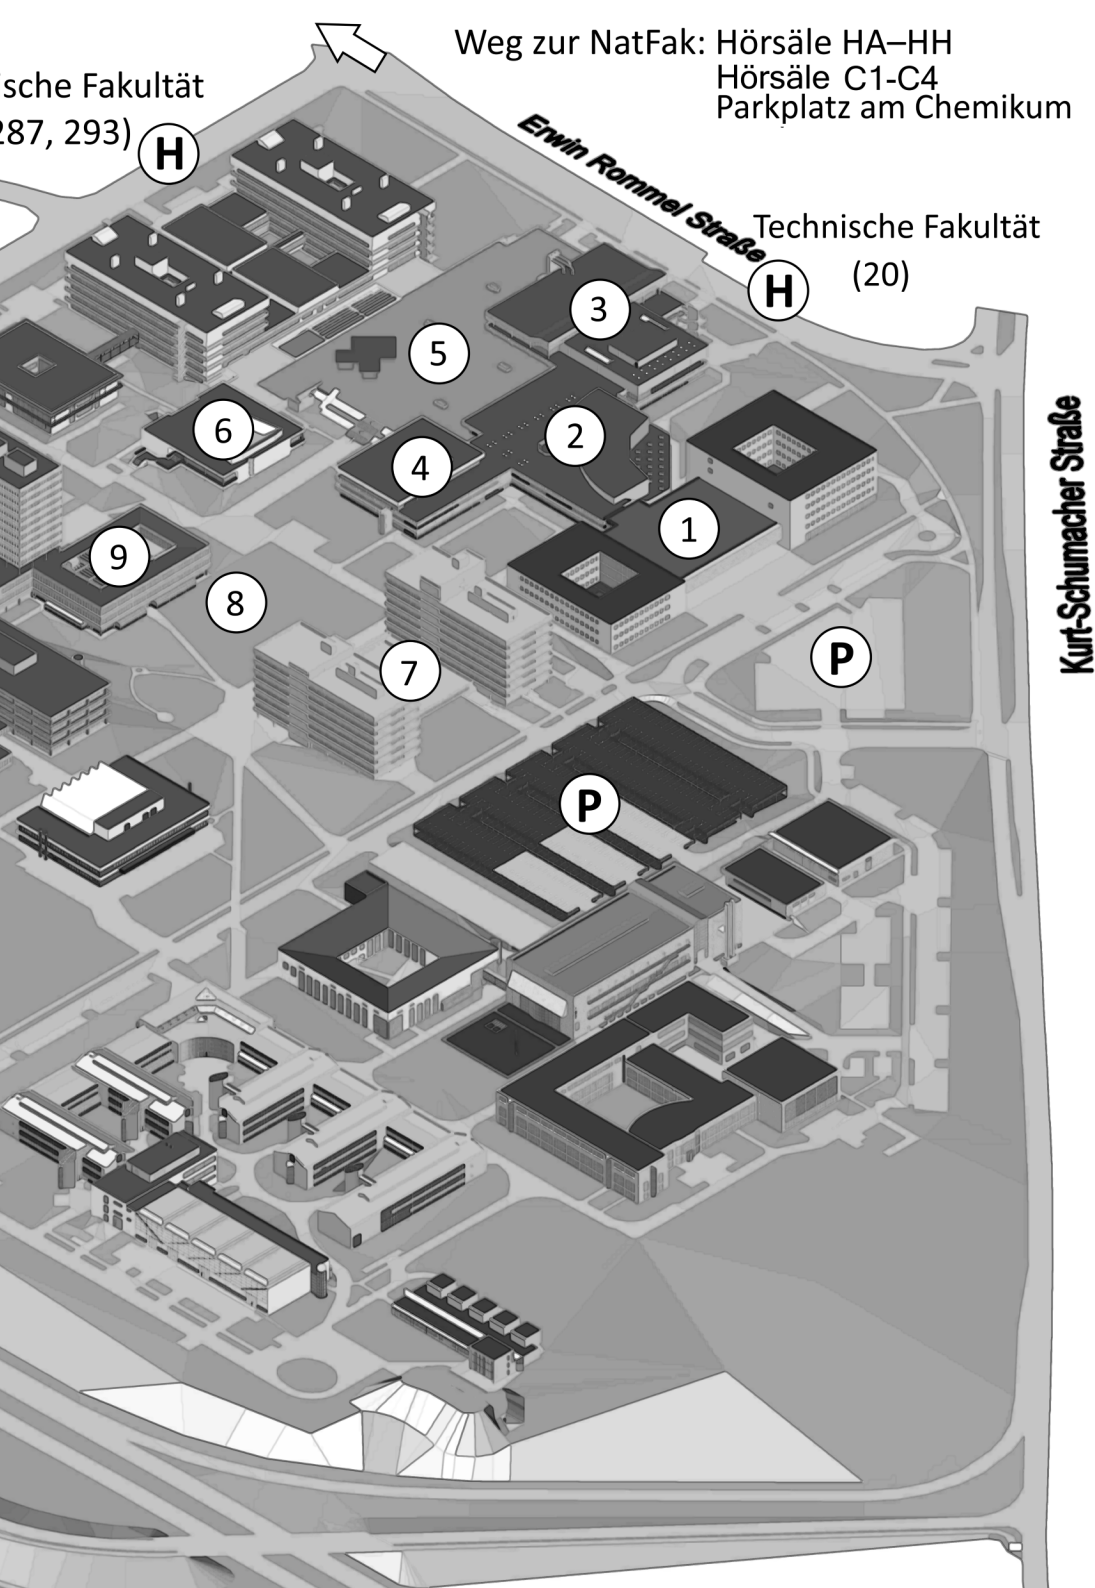 Weg zur NatFak: Hörsäle HA–HH
Hörsäle C1-C4
Parkplatz am Chemikum
ische Fakultät
287, 293)
H
Erwin Rommel Straße
Technische Fakultät
(20)
H
3
5
2
6
4
1
9
8
7
P
Kurt-Schumacher Straße
P